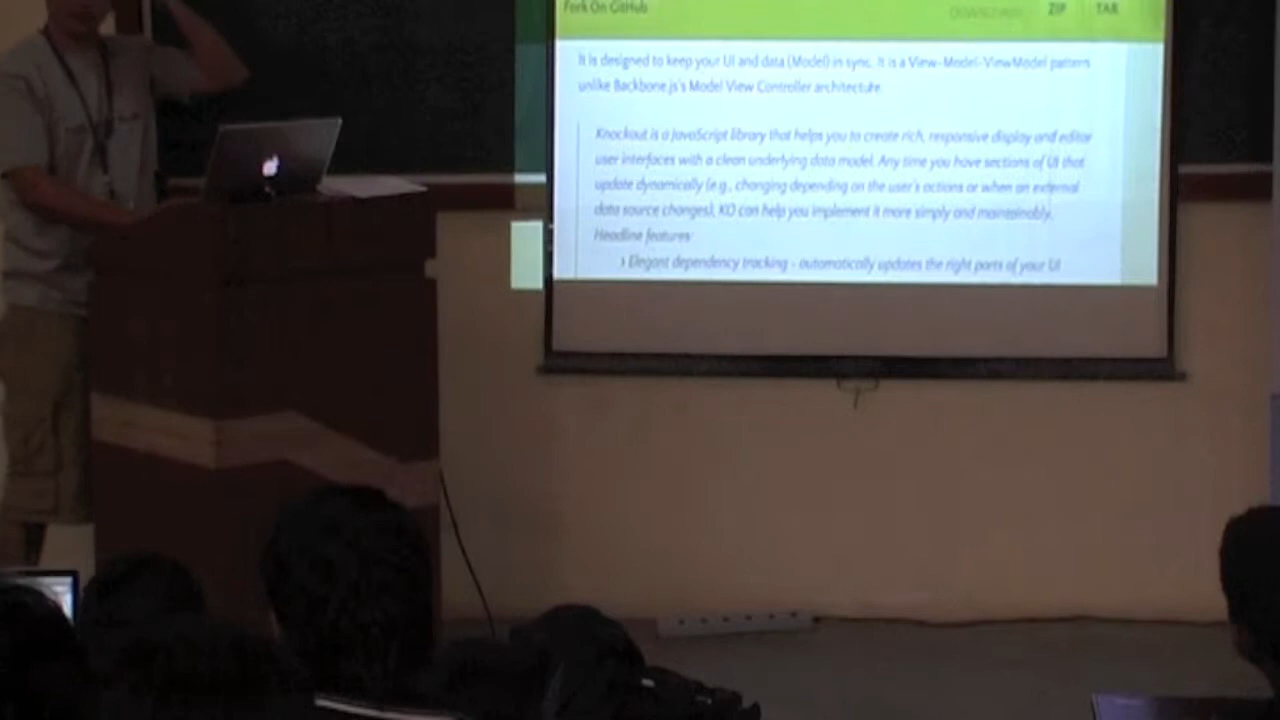 Fork On GitHub
DOWNLOADS ZIP TAR
It is designed to keep your UI and data (Model) in sync. It is a View-Model-ViewModel pattern
unlike Backbone.js's Model View Controller architecture.
Knockout is a JavaScript library that helps you to create rich, responsive display and editor
user interfaces with a clean underlying data model. Any time you have sections of UI that
update dynamically (e.g., changing depending on the user's actions or when an external
data source changes), KO can help you implement it more simply and maintainably.
Headline features:
› Elegant dependency tracking - automatically updates the right parts of your UI